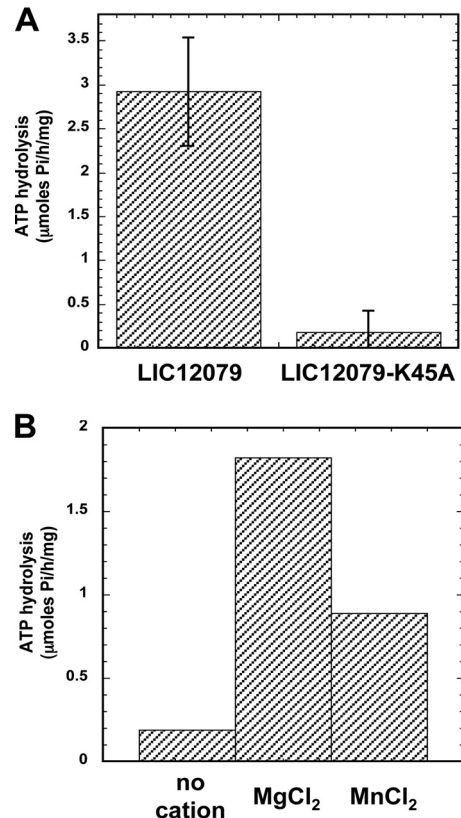 A
ATP hydrolysis
(µmoles Pi/h/mg)
3.5
3
2.5
2
1.5
1
0.5
0
LIC12079 LIC12079-K45A
B
ATP hydrolysis
(µmoles Pi/h/mg)
2
1.5
1
0.5
0
no
cation MgCl₂ MnCl₂